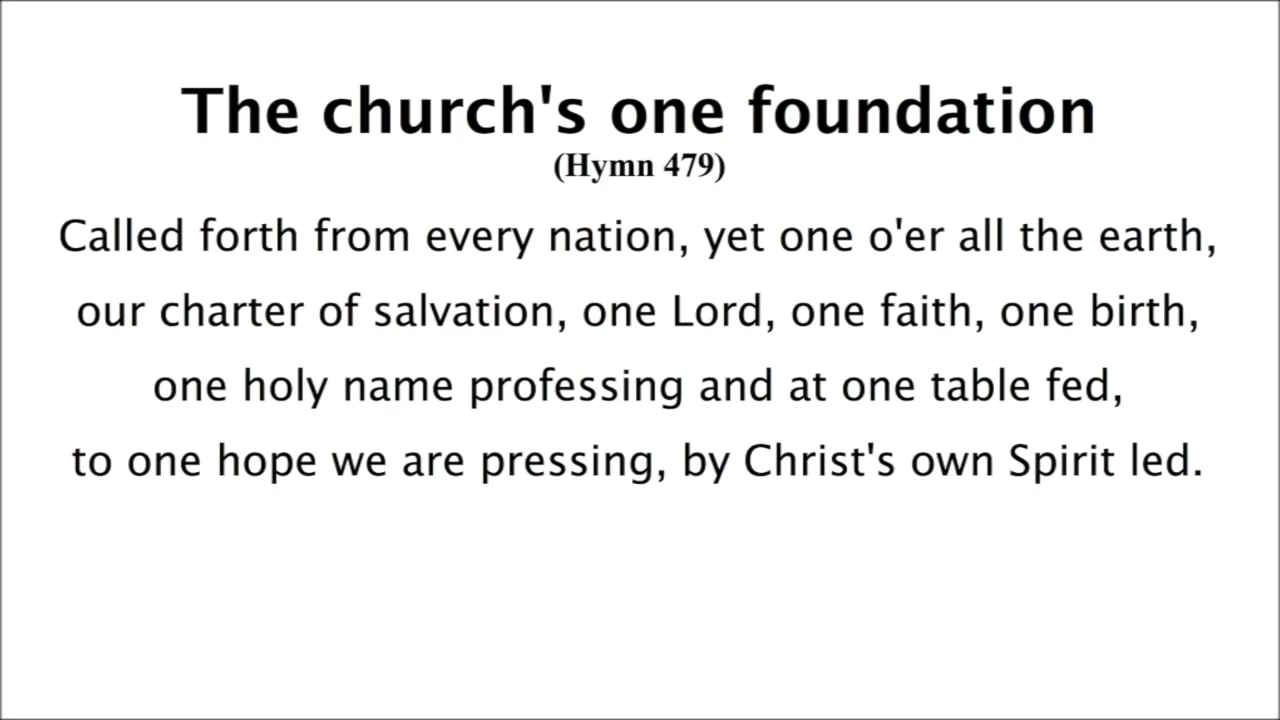 The church's one foundation
(Hymn 479)
Called forth from every nation, yet one o'er all the earth,
our charter of salvation, one Lord, one faith, one birth,
one holy name professing and at one table fed,
to one hope we are pressing, by Christ's own Spirit led.